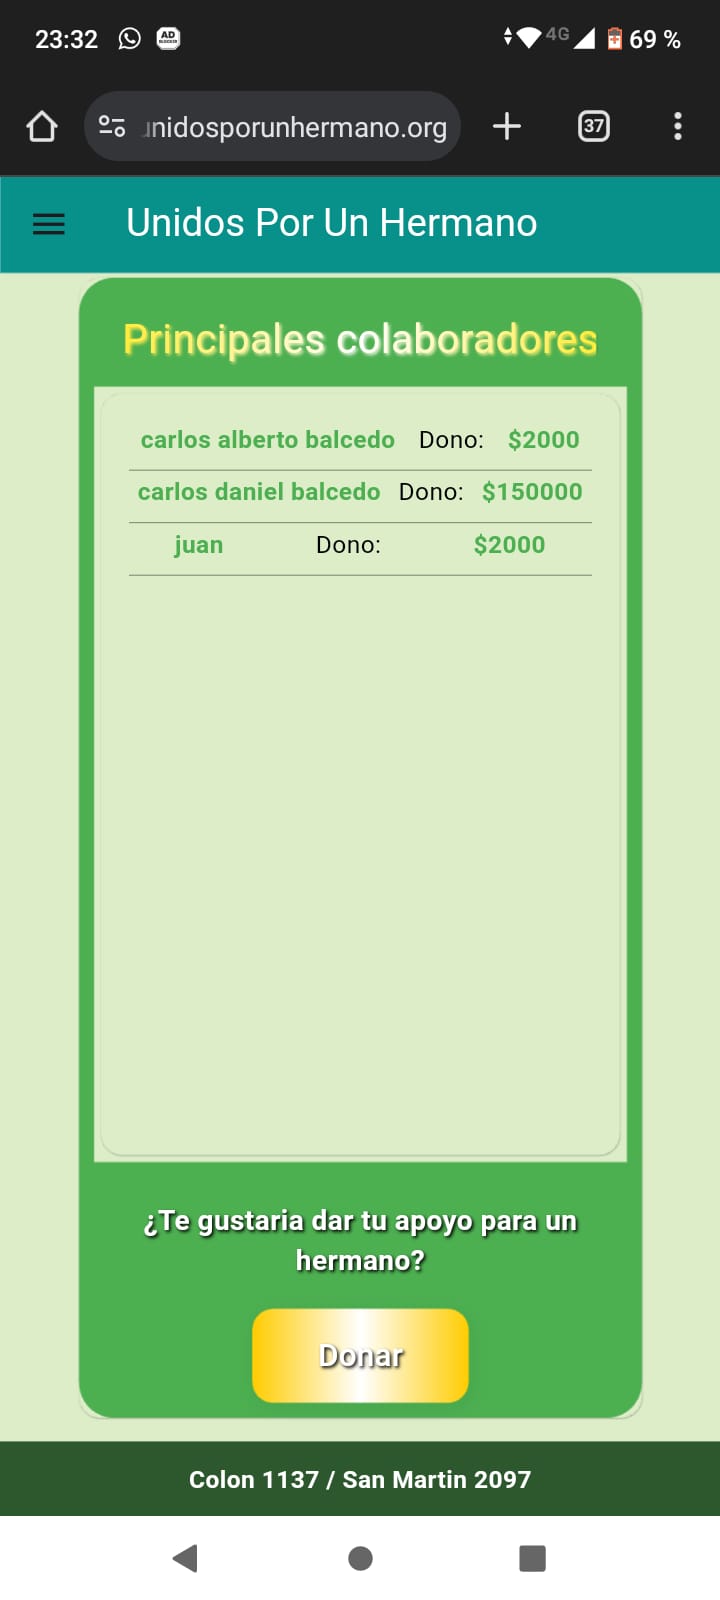 23:32 AD BLOCKER 4G 69 %
unidosporunhermano.org 37
Unidos Por Un Hermano
Principales colaboradores
carlos alberto balcedo Dono: $2000
carlos daniel balcedo Dono: $150000
juan Dono: $2000
¿Te gustaria dar tu apoyo para un
hermano?
Donar
Colon 1137 / San Martin 2097